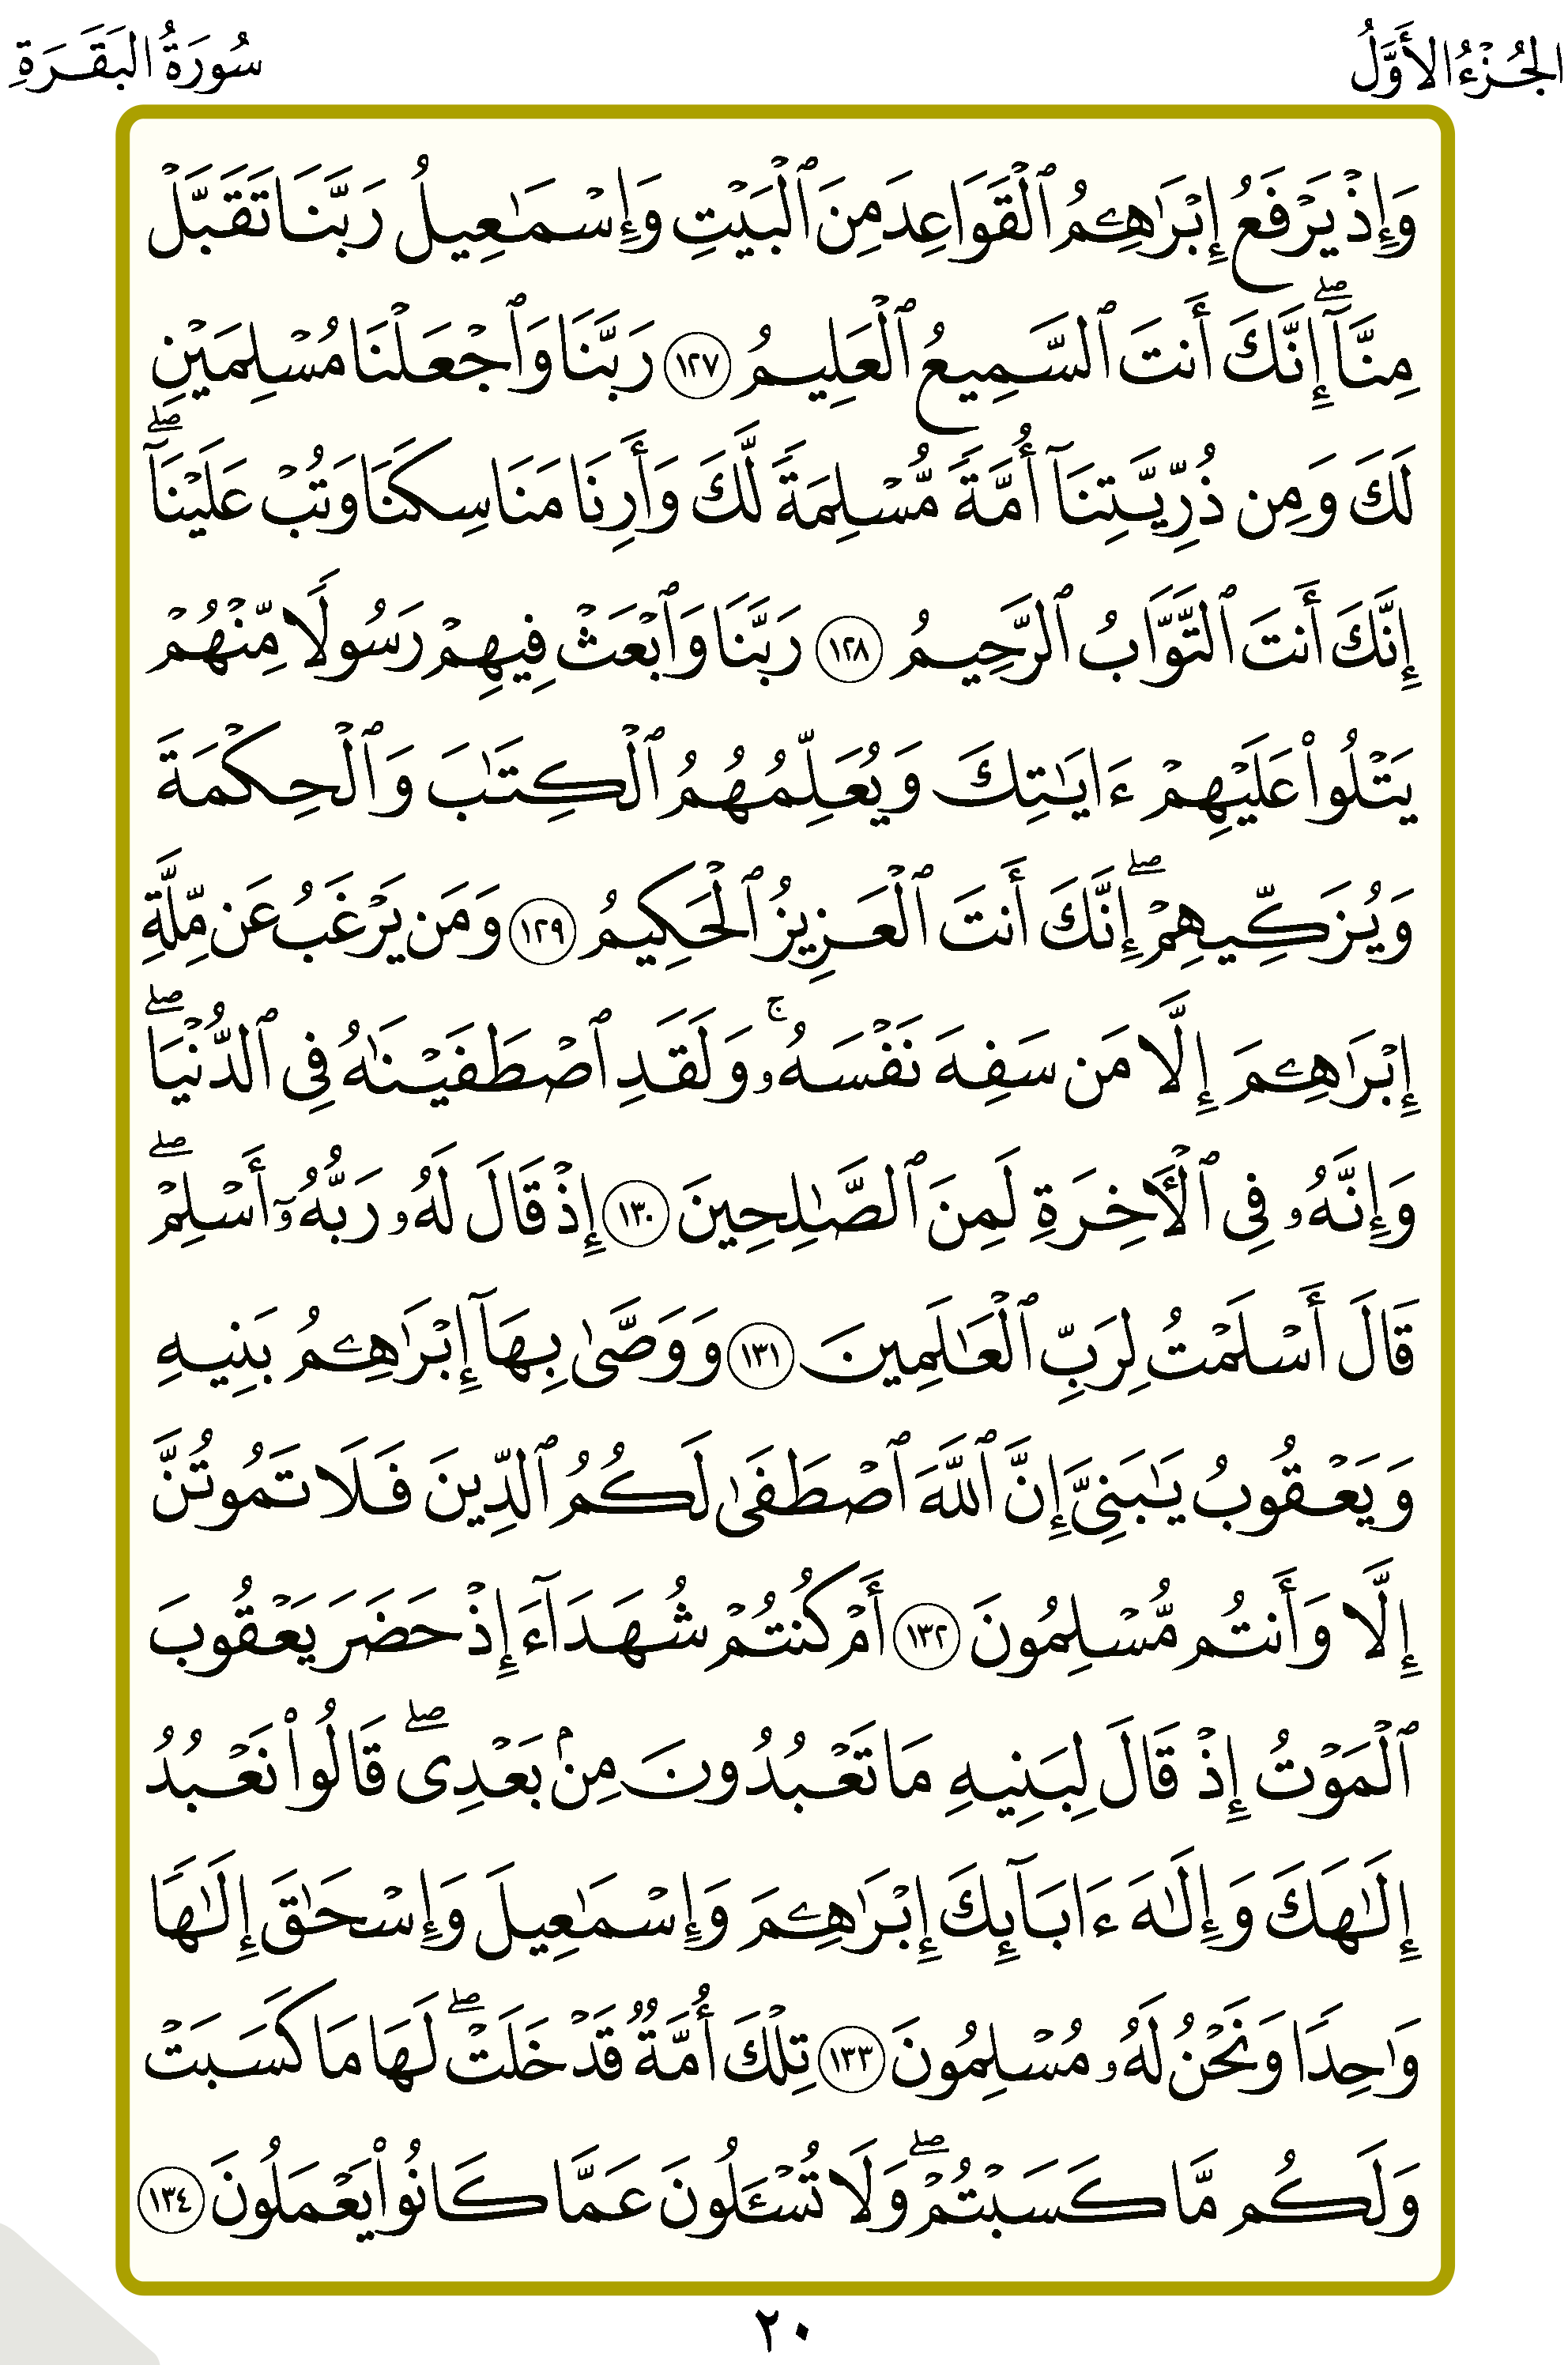 الجُزْءُ الأَوَّلُ
سُورَةُ البَقَرَةِ
وَإِذْ يَرْفَعُ إِبْرَٰهِـۧمُ ٱلْقَوَاعِدَ مِنَ ٱلْبَيْتِ وَإِسْمَـٰعِيلُ رَبَّنَا تَقَبَّلْ
مِنَّآ ۖ إِنَّكَ أَنتَ ٱلسَّمِيعُ ٱلْعَلِيمُ ١٢٧ رَبَّنَا وَٱجْعَلْنَا مُسْلِمَيْنِ
لَكَ وَمِن ذُرِّيَّتِنَآ أُمَّةً مُّسْلِمَةً لَّكَ وَأَرِنَا مَنَاسِكَنَا وَتُبْ عَلَيْنَآ ۖ
إِنَّكَ أَنتَ ٱلتَّوَّابُ ٱلرَّحِيمُ ١٢٨ رَبَّنَا وَٱبْعَثْ فِيهِمْ رَسُولًا مِّنْهُمْ
يَتْلُوا۟ عَلَيْهِمْ ءَايَـٰتِكَ وَيُعَلِّمُهُمُ ٱلْكِتَـٰبَ وَٱلْحِكْمَةَ
وَيُزَكِّيهِمْ ۖ إِنَّكَ أَنتَ ٱلْعَزِيزُ ٱلْحَكِيمُ ١٢٩ وَمَن يَرْغَبُ عَن مِّلَّةِ
إِبْرَٰهِـۧمَ إِلَّا مَن سَفِهَ نَفْسَهُۥ ۚ وَلَقَدِ ٱصْطَفَيْنَـٰهُ فِى ٱلدُّنْيَا ۖ
وَإِنَّهُۥ فِى ٱلْـَٔاخِرَةِ لَمِنَ ٱلصَّـٰلِحِينَ ١٣٠ إِذْ قَالَ لَهُۥ رَبُّهُۥٓ أَسْلِمْ ۖ
قَالَ أَسْلَمْتُ لِرَبِّ ٱلْعَـٰلَمِينَ ١٣١ وَوَصَّىٰ بِهَآ إِبْرَٰهِـۧمُ بَنِيهِ
وَيَعْقُوبُ يَـٰبَنِىَّ إِنَّ ٱللَّهَ ٱصْطَفَىٰ لَكُمُ ٱلدِّينَ فَلَا تَمُوتُنَّ
إِلَّا وَأَنتُم مُّسْلِمُونَ ١٣٢ أَمْ كُنتُمْ شُهَدَآءَ إِذْ حَضَرَ يَعْقُوبَ
ٱلْمَوْتُ إِذْ قَالَ لِبَنِيهِ مَا تَعْبُدُونَ مِنۢ بَعْدِى ۖ قَالُوا۟ نَعْبُدُ
إِلَـٰهَكَ وَإِلَـٰهَ ءَابَآئِكَ إِبْرَٰهِـۧمَ وَإِسْمَـٰعِيلَ وَإِسْحَـٰقَ إِلَـٰهًا
وَٰحِدًا وَنَحْنُ لَهُۥ مُسْلِمُونَ ١٣٣ تِلْكَ أُمَّةٌ قَدْ خَلَتْ ۖ لَهَا مَا كَسَبَتْ
وَلَكُم مَّا كَسَبْتُمْ ۖ وَلَا تُسْـَٔلُونَ عَمَّا كَانُوا۟ يَعْمَلُونَ ١٣٤
٢٠